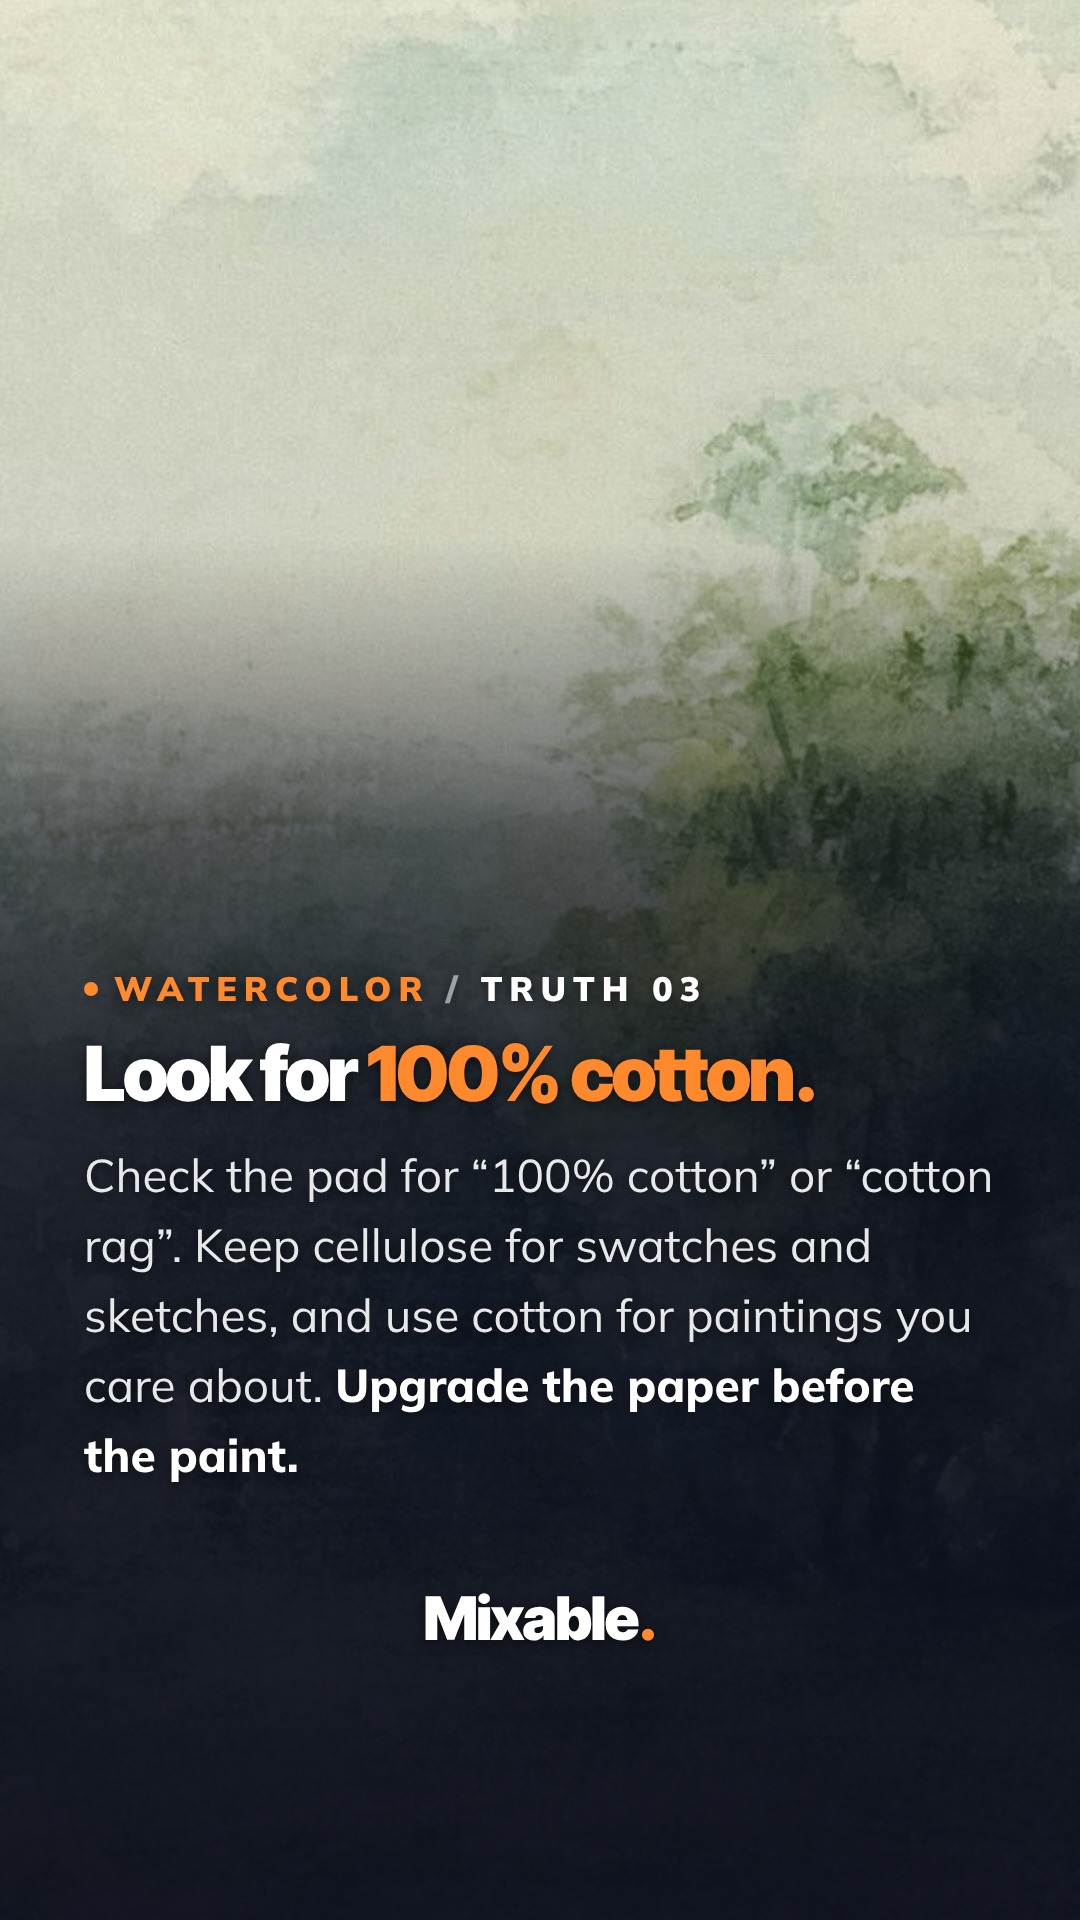 • WATERCOLOR / TRUTH 03
Look for 100% cotton.
Check the pad for “100% cotton” or “cotton
rag”. Keep cellulose for swatches and
sketches, and use cotton for paintings you
care about. Upgrade the paper before
the paint.
Mixable.